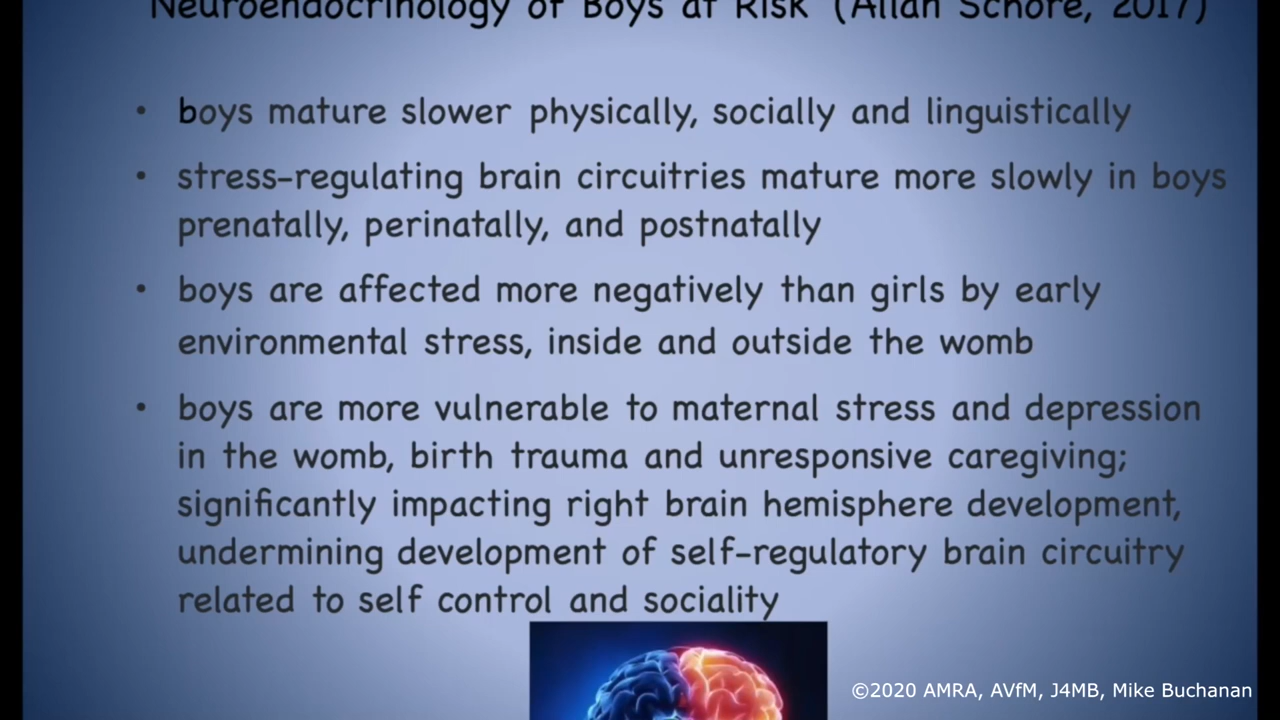 Neuroendocrinology of Boys at Risk (Allan Schore, 2017)
• boys mature slower physically, socially and linguistically
• stress-regulating brain circuitries mature more slowly in boys
prenatally, perinatally, and postnatally
• boys are affected more negatively than girls by early
environmental stress, inside and outside the womb
• boys are more vulnerable to maternal stress and depression
in the womb, birth trauma and unresponsive caregiving;
significantly impacting right brain hemisphere development,
undermining development of self-regulatory brain circuitry
related to self control and sociality
©2020 AMRA, AVfM, J4MB, Mike Buchanan